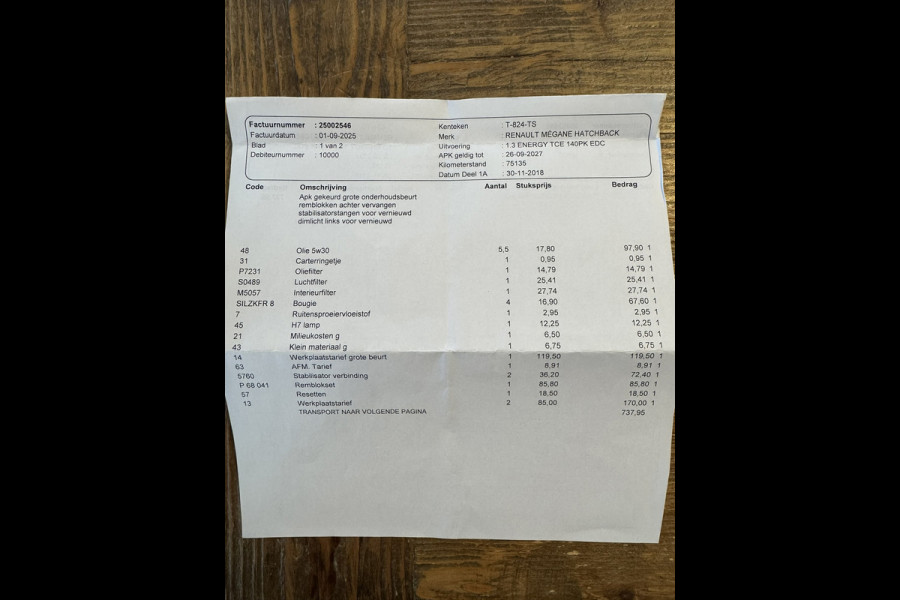 Factuurnummer : 25002546
Factuurdatum : 01-09-2025
Blad : 1 van 2
Debiteurnummer : 10000
Kenteken : T-824-TS
Merk : RENAULT MÉGANE HATCHBACK
Uitvoering : 1.3 ENERGY TCE 140PK EDC
APK geldig tot : 26-09-2027
Kilometerstand : 75135
Datum Deel 1A : 30-11-2018
Code Omschrijving Aantal Stuksprijs Bedrag
Apk gekeurd grote onderhoudsbeurt
remblokken achter vervangen
stabilisatorstangen voor vernieuwd
dimlicht links voor vernieuwd
48 Olie 5w30 5,5 17,80 97,90 1
31 Carterringetje 1 0,95 0,95 1
P7231 Oliefilter 1 14,79 14,79 1
S0489 Luchtfilter 1 25,41 25,41 1
M5057 Interieurfilter 1 27,74 27,74 1
SILZKFR 8 Bougie 4 16,90 67,60 1
7 Ruitensproeiervloeistof 1 2,95 2,95 1
45 H7 lamp 1 12,25 12,25 1
21 Milieukosten g 1 6,50 6,50 1
43 Klein materiaal g 1 6,75 6,75 1
14 Werkplaatstarief grote beurt 1 119,50 119,50 1
63 AFM. Tarief 1 8,91 8,91 1
5760 Stabilisator verbinding 2 36,20 72,40 1
P 68 041 Remblokset 1 85,80 85,80 1
57 Resetten 1 18,50 18,50 1
13 Werkplaatstarief 2 85,00 170,00 1
TRANSPORT NAAR VOLGENDE PAGINA 737,95